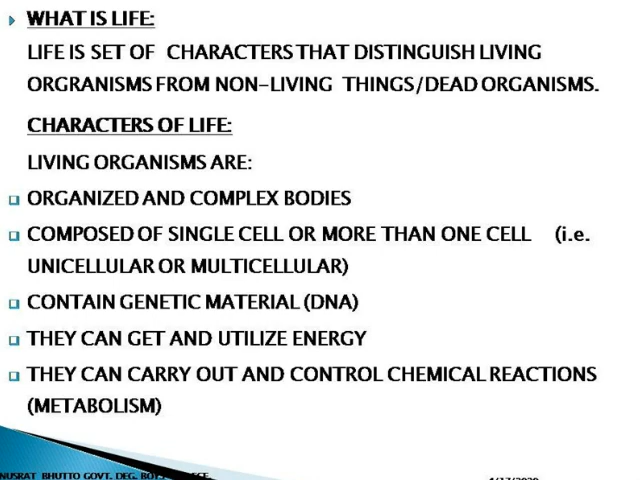 WHAT IS LIFE:
LIFE IS SET OF CHARACTERS THAT DISTINGUISH LIVING
ORGRANISMS FROM NON-LIVING THINGS/DEAD ORGANISMS.
CHARACTERS OF LIFE:
LIVING ORGANISMS ARE:
ORGANIZED AND COMPLEX BODIES
COMPOSED OF SINGLE CELL OR MORE THAN ONE CELL (i.e.
UNICELLULAR OR MULTICELLULAR)
CONTAIN GENETIC MATERIAL (DNA)
THEY CAN GET AND UTILIZE ENERGY
THEY CAN CARRY OUT AND CONTROL CHEMICAL REACTIONS
(METABOLISM)
NUSRAT BHUTTO GOVT. DEG.